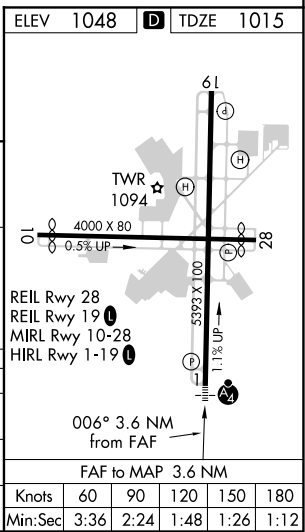 ELEV 1048 D TDZE 1015
19
P
H
TWR
1094
H
4000 X 80
0.5% UP
10
28
P
5393 X 100
1.1% UP
REIL Rwy 28
REIL Rwy 19 L
MIRL Rwy 10-28
HIRL Rwy 1-19 L
P
1
A4
006° 3.6 NM
from FAF
FAF to MAP 3.6 NM
Knots 60 90 120 150 180
Min:Sec 3:36 2:24 1:48 1:26 1:12